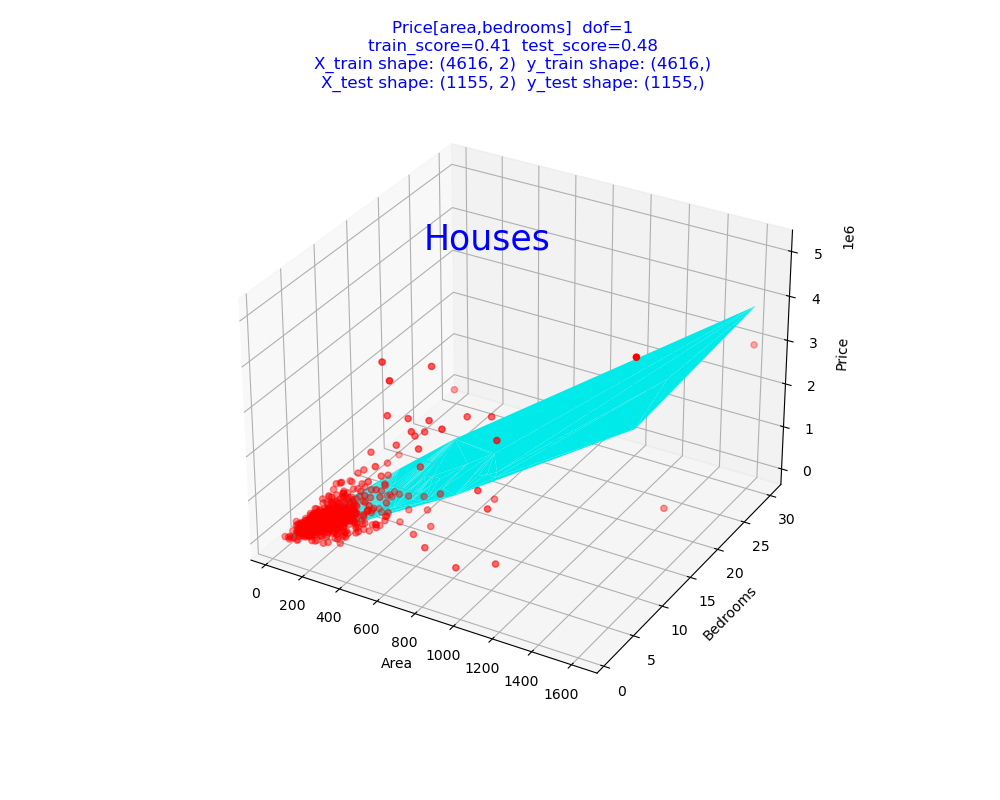 Price[area,bedrooms]  dof=1
train_score=0.41  test_score=0.48
X_train shape: (4616, 2)  y_train shape: (4616,)
X_test shape: (1155, 2)  y_test shape: (1155,)
Houses
1e6
5
4
3
2
1
0
Price
30
25
20
15
10
5
0
Bedrooms
0
200
400
600
800
1000
1200
1400
1600
Area